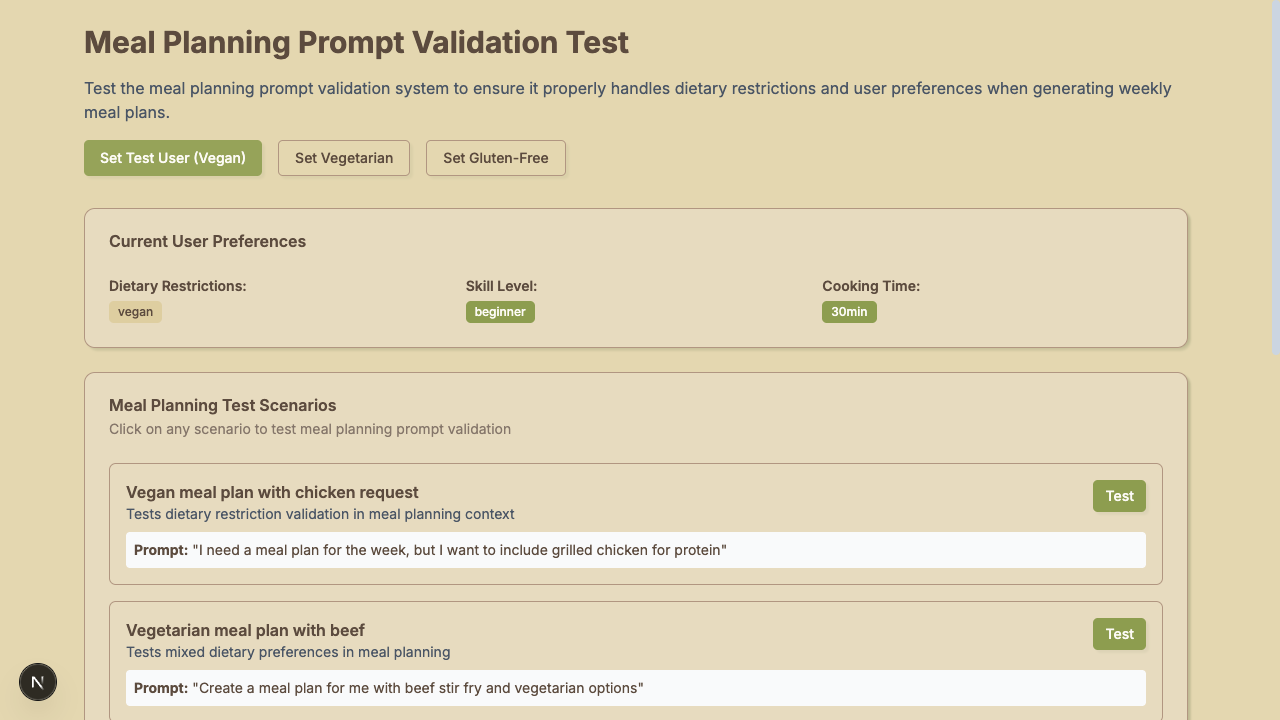 Meal Planning Prompt Validation Test
Test the meal planning prompt validation system to ensure it properly handles dietary restrictions and user preferences when generating weekly
meal plans.
Set Test User (Vegan)
Set Vegetarian
Set Gluten-Free
Current User Preferences
Dietary Restrictions:
Skill Level:
Cooking Time:
vegan
beginner
30min
Meal Planning Test Scenarios
Click on any scenario to test meal planning prompt validation
Vegan meal plan with chicken request
Test
Tests dietary restriction validation in meal planning context
Prompt: "I need a meal plan for the week, but I want to include grilled chicken for protein"
Vegetarian meal plan with beef
Test
Tests mixed dietary preferences in meal planning
Prompt: "Create a meal plan for me with beef stir fry and vegetarian options"
N